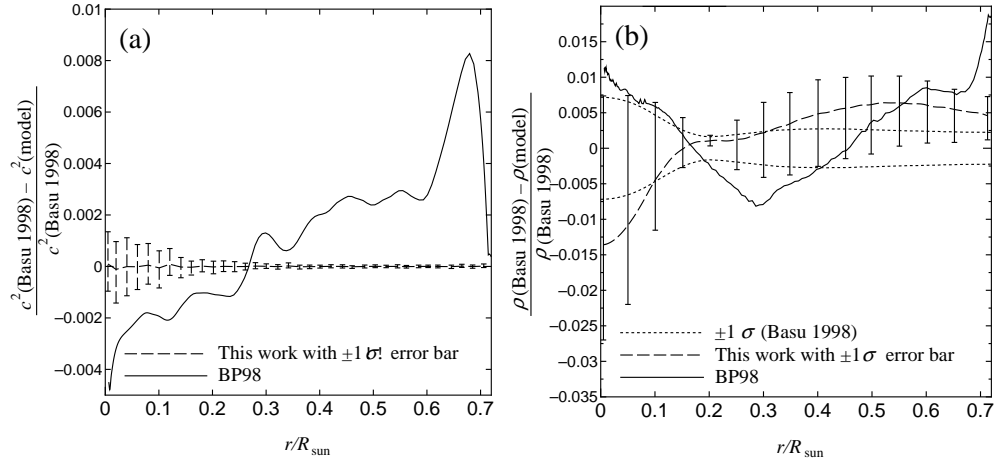 (a)
0.01
0.008
0.006
0.004
0.002
0
−0.002
−0.004
c²(Basu 1998) − c²(model)
c²(Basu 1998)
This work with ±1 σ! error bar
BP98
0 0.1 0.2 0.3 0.4 0.5 0.6 0.7
r/R sun
(b)
0.015
0.01
0.005
0
−0.005
−0.01
−0.015
−0.02
−0.025
−0.03
−0.035
ρ(Basu 1998) − ρ(model)
ρ(Basu 1998)
±1 σ (Basu 1998)
This work with ±1 σ error bar
BP98
0 0.1 0.2 0.3 0.4 0.5 0.6 0.7
r/R sun